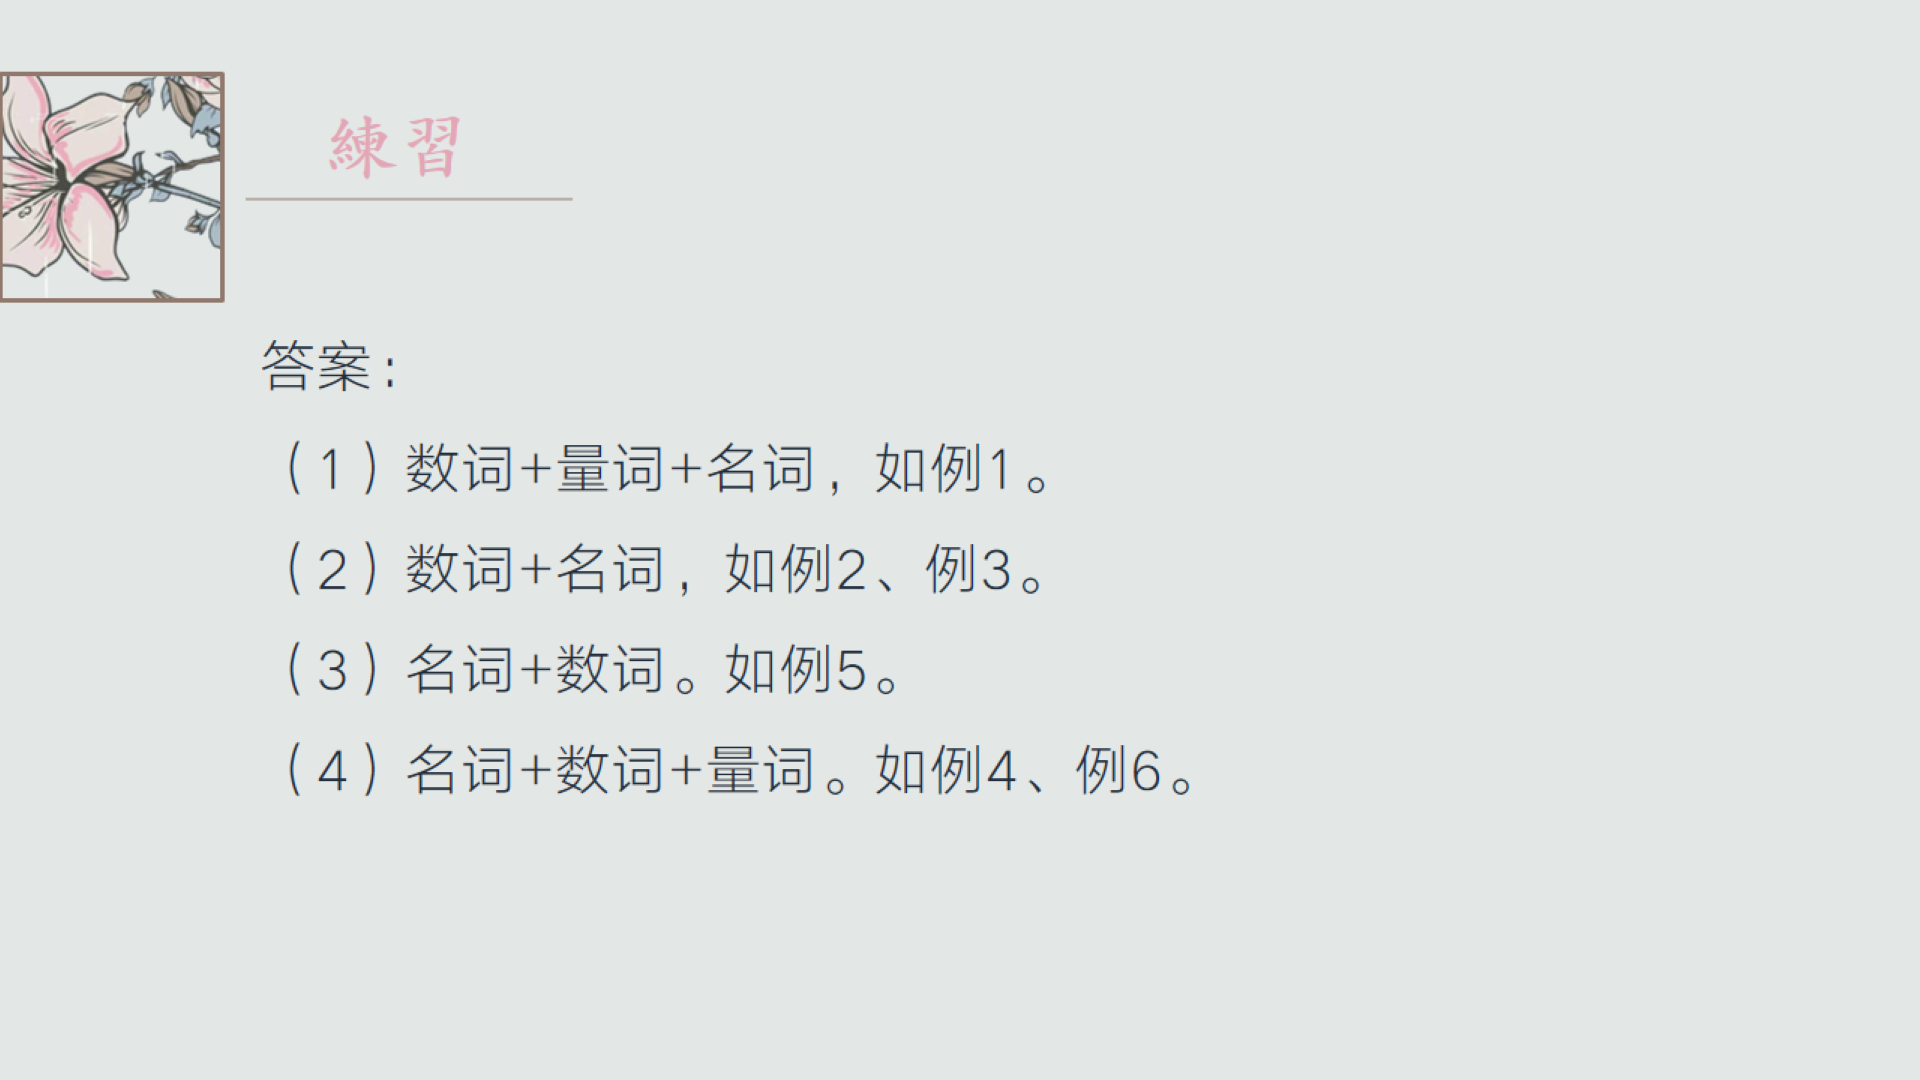 練習
答案：
（1）数词+量词+名词，如例1。
（2）数词+名词，如例2、例3。
（3）名词+数词。如例5。
（4）名词+数词+量词。如例4、例6。